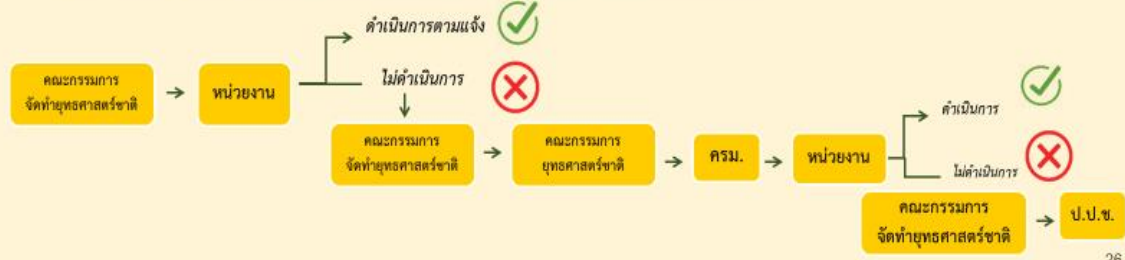 ดำเนินการตามแจ้ง
คณะกรรมการ
จัดทำยุทธศาสตร์ชาติ
หน่วยงาน
ไม่ดำเนินการ
คณะกรรมการ
จัดทำยุทธศาสตร์ชาติ
คณะกรรมการ
ยุทธศาสตร์ชาติ
ครม.
หน่วยงาน
ดำเนินการ
ไม่ดำเนินการ
คณะกรรมการ
จัดทำยุทธศาสตร์ชาติ
ป.ป.ช.
26